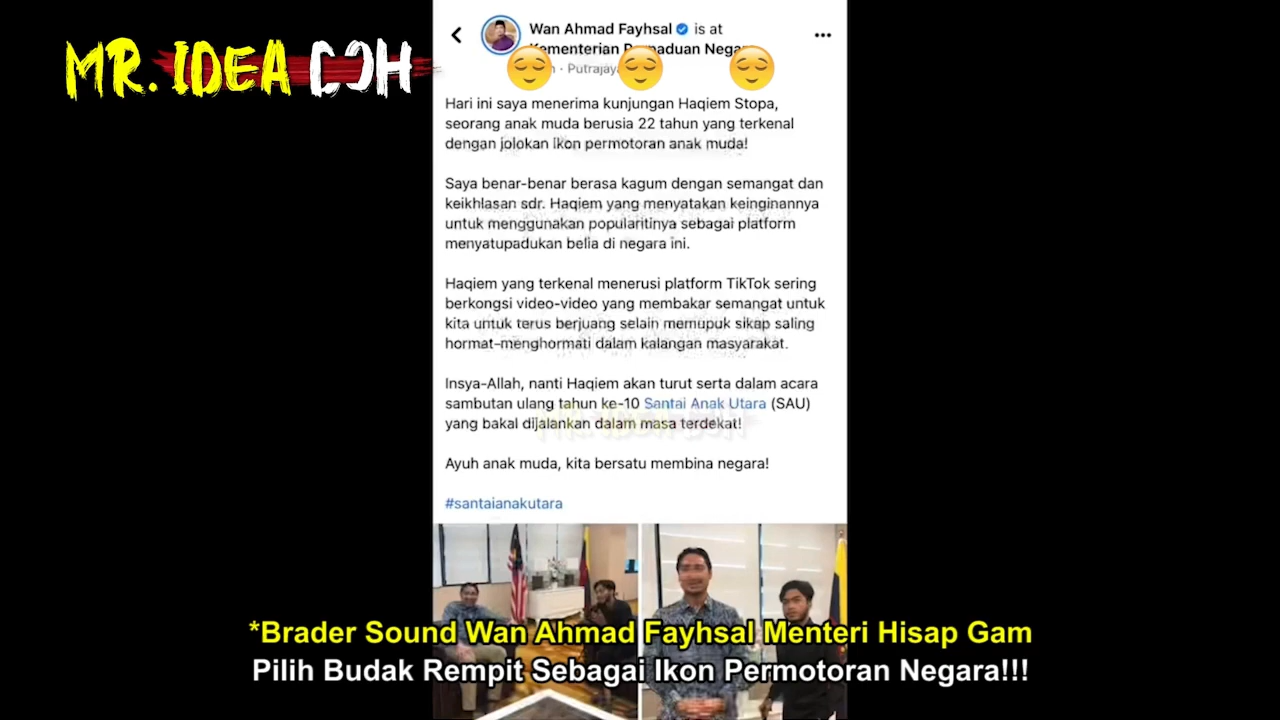 MR. IDEA DOH
Wan Ahmad Fayhsal is at
Kementerian Perpaduan Negara
Putrajaya
Hari ini saya menerima kunjungan Haqiem Stopa,
seorang anak muda berusia 22 tahun yang terkenal
dengan jolokan ikon permotoran anak muda!
Saya benar-benar berasa kagum dengan semangat dan
keikhlasan sdr. Haqiem yang menyatakan keinginannya
untuk menggunakan popularitinya sebagai platform
menyatupadukan belia di negara ini.
Haqiem yang terkenal menerusi platform TikTok sering
berkongsi video-video yang membakar semangat untuk
kita untuk terus berjuang selain memupuk sikap saling
hormat-menghormati dalam kalangan masyarakat.
Insya-Allah, nanti Haqiem akan turut serta dalam acara
sambutan ulang tahun ke-10 Santai Anak Utara (SAU)
yang bakal dijalankan dalam masa terdekat!
Ayuh anak muda, kita bersatu membina negara!
#santaianakutara
*Brader Sound Wan Ahmad Fayhsal Menteri Hisap Gam
Pilih Budak Rempit Sebagai Ikon Permotoran Negara!!!